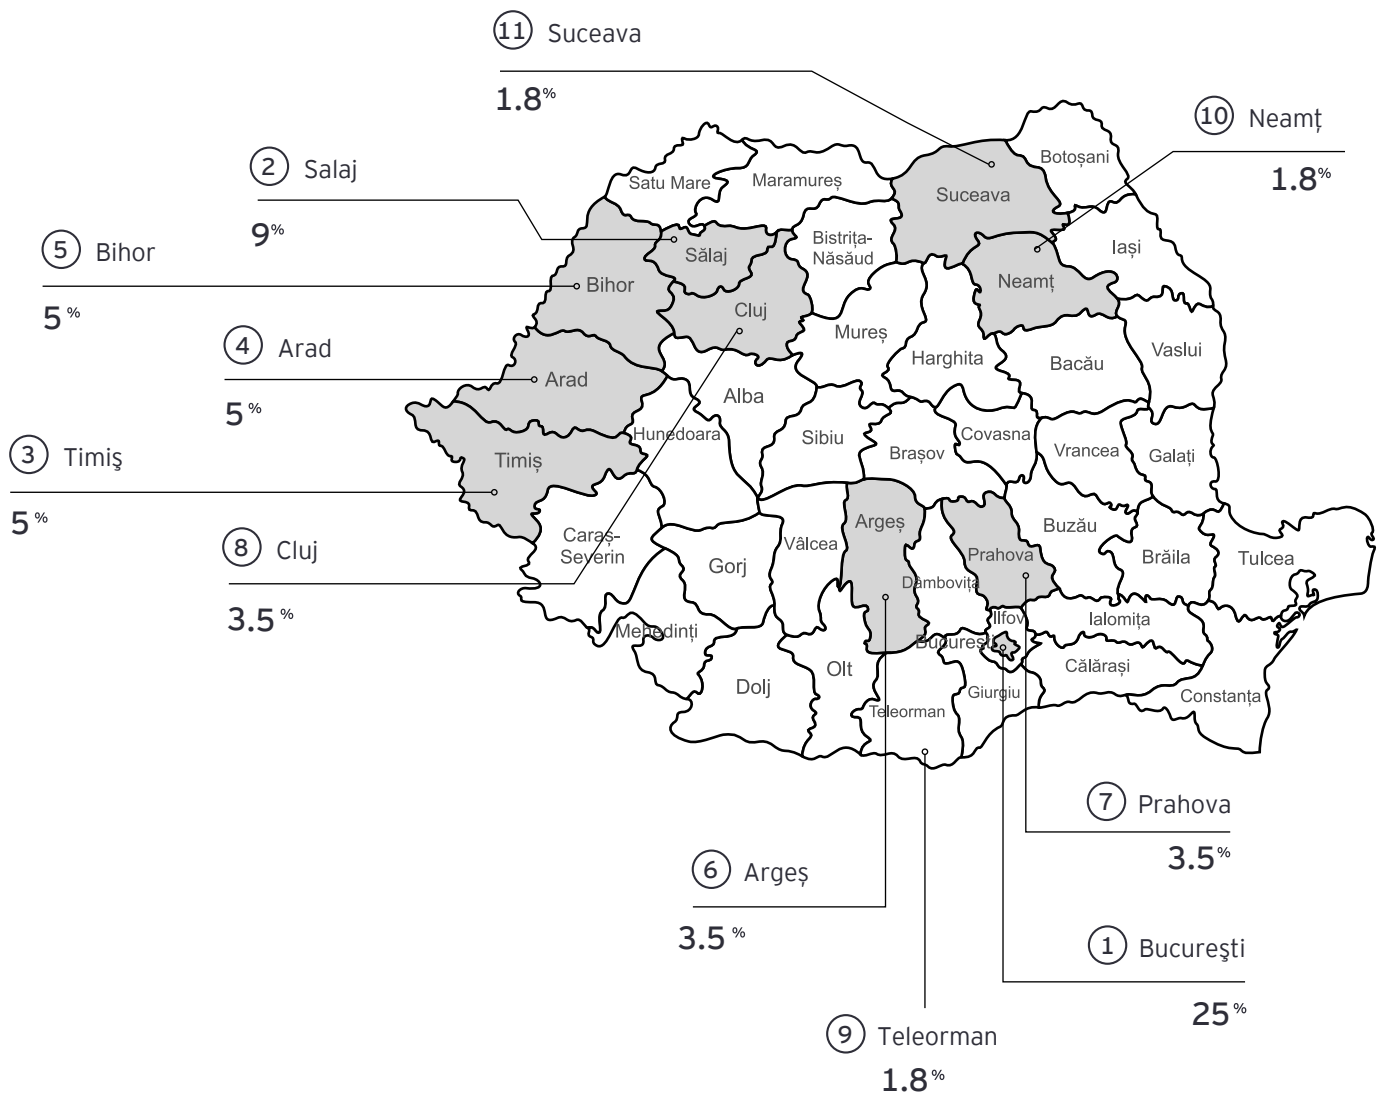 11 Suceava
1.8%
10 Neamț
1.8%
2 Salaj
9%
5 Bihor
5%
4 Arad
5%
3 Timiş
5%
8 Cluj
3.5%
Botoșani
Satu Mare
Maramureș
Suceava
Bistrița-
Năsăud
Iași
Sălaj
Bihor
Neamț
Cluj
Mureș
Harghita
Bacău
Vaslui
Arad
Alba
Hunedoara
Sibiu
Brașov
Covasna
Vrancea
Galați
Timiș
Argeș
Buzău
Caraș-
Severin
Vâlcea
Gorj
Prahova
Dâmbovița
Brăila
Tulcea
Ilfov
Ialomița
Mehedinți
București
Călărași
Olt
Dolj
Giurgiu
Constanța
Teleorman
7 Prahova
3.5%
6 Argeș
3.5%
1 Bucureşti
25%
9 Teleorman
1.8%